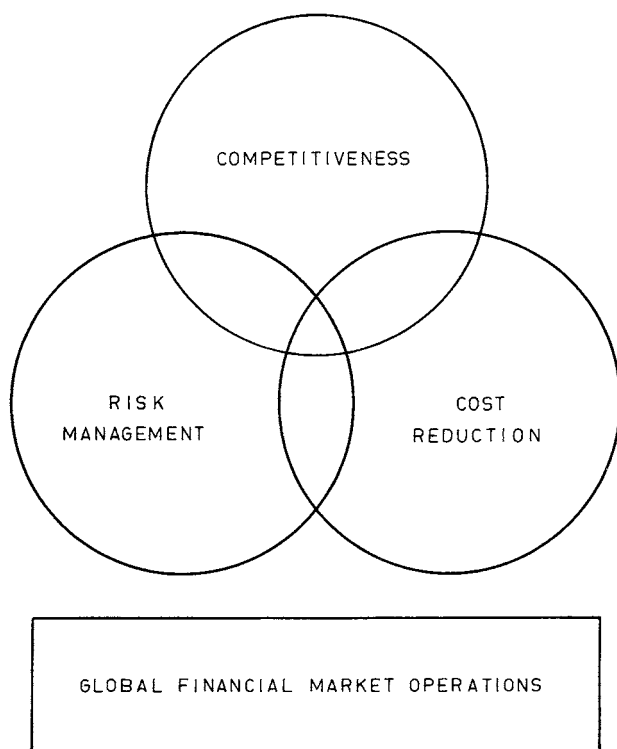 COMPETITIVENESS
RISK
MANAGEMENT
COST
REDUCTION
GLOBAL FINANCIAL MARKET OPERATIONS